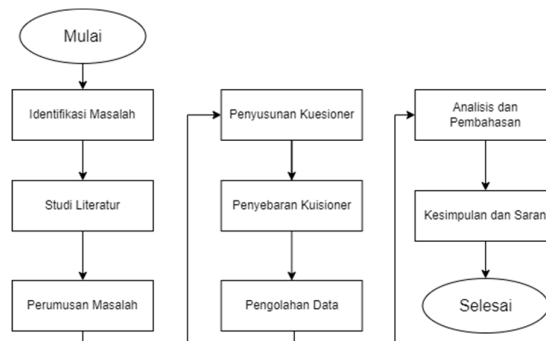 Mulai
Identifikasi Masalah
Studi Literatur
Perumusan Masalah
Penyusunan Kuesioner
Penyebaran Kuisioner
Pengolahan Data
Analisis dan
Pembahasan
Kesimpulan dan Saran
Selesai